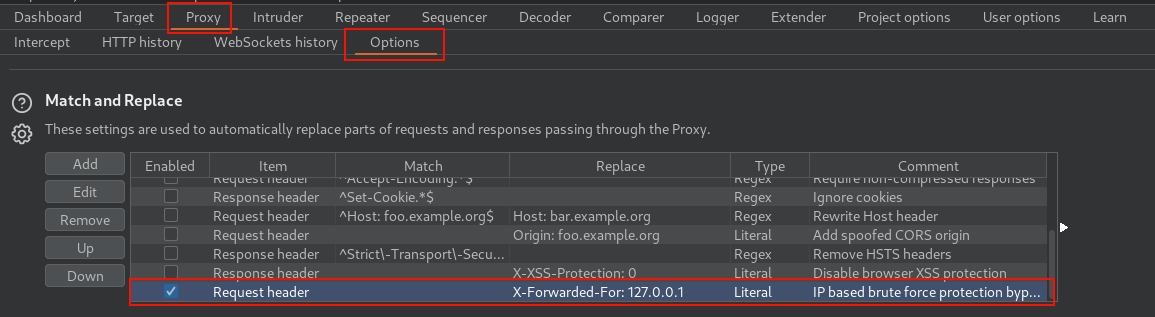 Dashboard Target Proxy Intruder Repeater Sequencer Decoder Comparer Logger Extender Project options User options Learn
Intercept HTTP history WebSockets history Options
? Match and Replace
These settings are used to automatically replace parts of requests and responses passing through the Proxy.
Add Enabled Item Match Replace Type Comment
Request header ^Accept-Encoding.*$ Regex Require non-compressed responses
Edit Response header ^Set-Cookie.*$ Regex Ignore cookies
Remove Request header ^Host: foo.example.org$ Host: bar.example.org Regex Rewrite Host header
Request header Origin: foo.example.org Literal Add spoofed CORS origin
Up Response header ^Strict\-Transport\-Secu... Regex Remove HSTS headers
Down Response header X-XSS-Protection: 0 Literal Disable browser XSS protection
Request header X-Forwarded-For: 127.0.0.1 Literal IP based brute force protection byp...